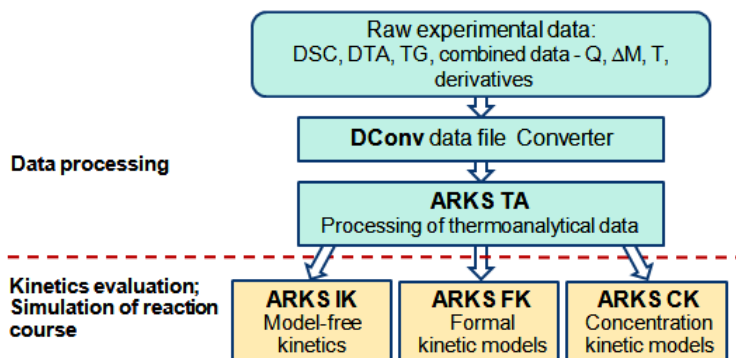 Raw experimental data:
DSC, DTA, TG, combined data - Q, ΔM, T,
derivatives
DConv data file Converter
Data processing
ARKS TA
Processing of thermoanalytical data
Kinetics evaluation;
Simulation of reaction
course
ARKS IK
Model-free
kinetics
ARKS FK
Formal
kinetic models
ARKS CK
Concentration
kinetic models